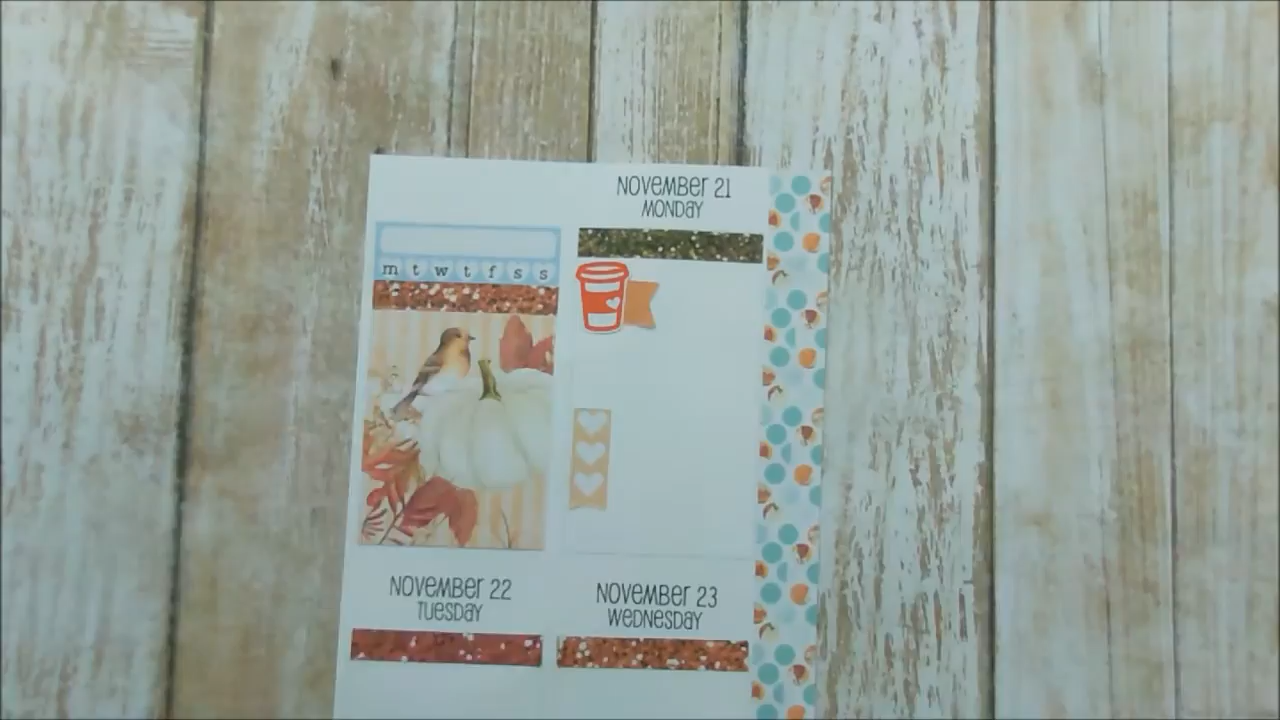 NOVEMBER 21
MONDAY
m t w t f s s
NOVEMBER 22
TUESDAY
NOVEMBER 23
WEDNESDAY